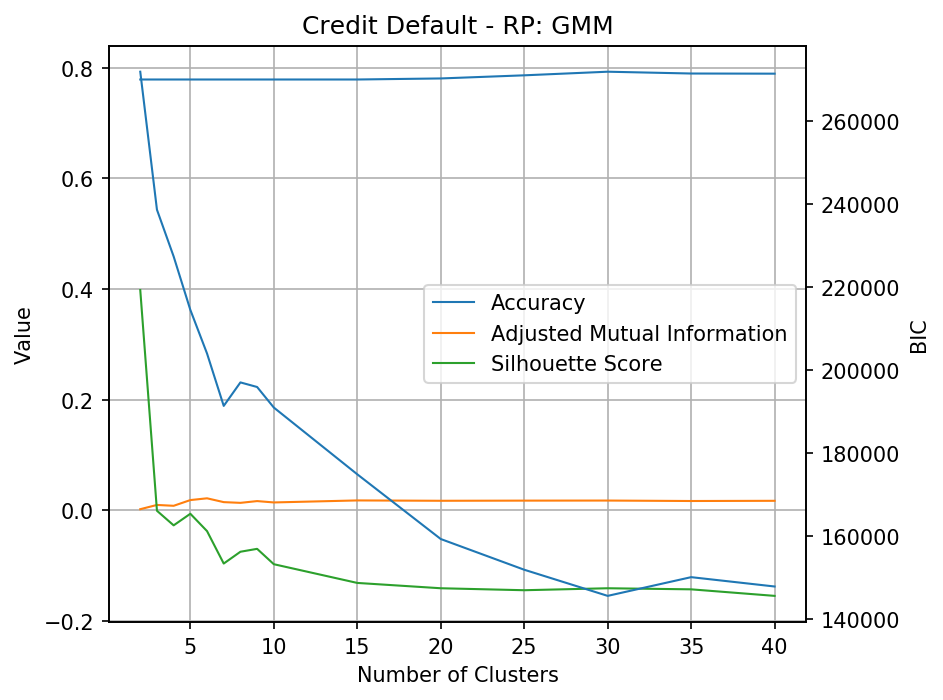 Credit Default - RP: GMM
0.8
0.6
0.4
0.2
0.0
−0.2
Value
Accuracy
Adjusted Mutual Information
Silhouette Score
260000
240000
220000
200000
180000
160000
140000
BIC
5 10 15 20 25 30 35 40
Number of Clusters